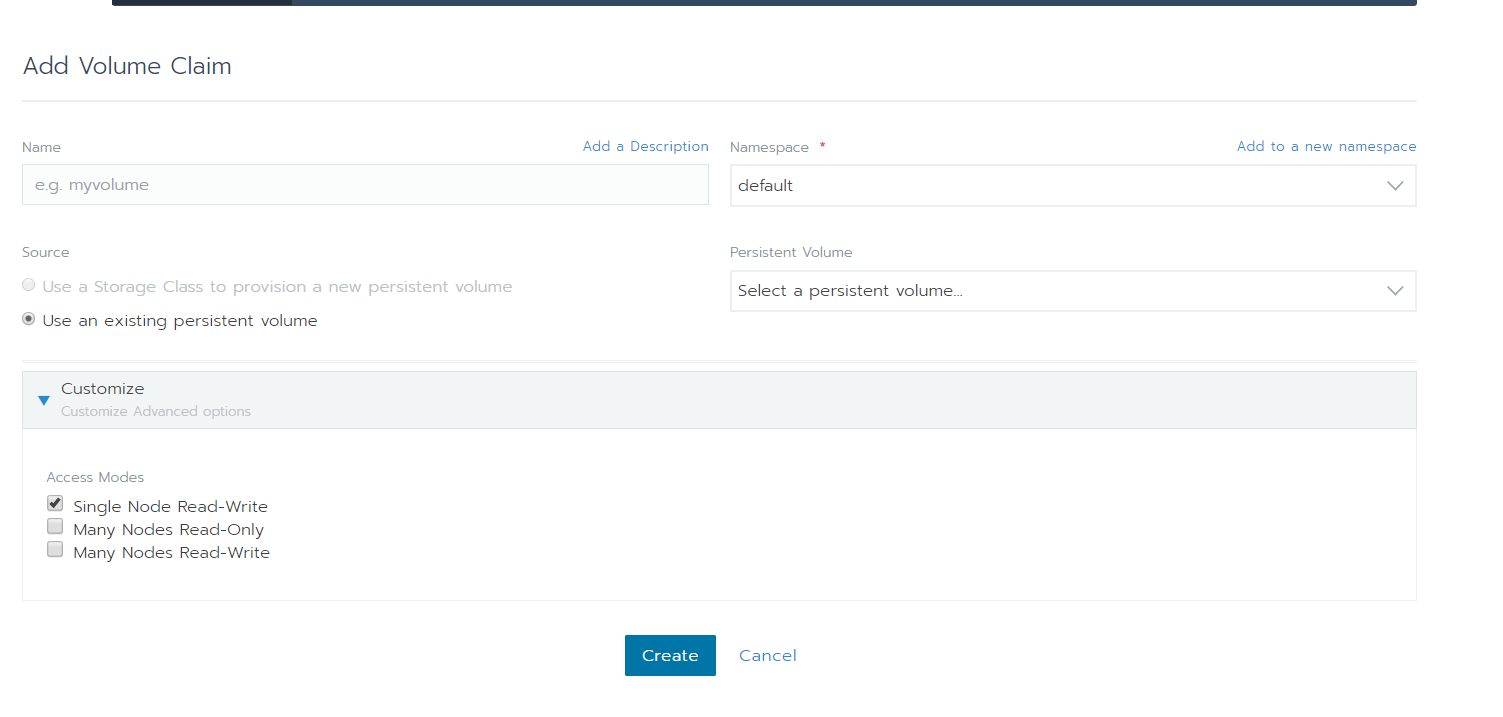 Add Volume Claim
Name
Add a Description
Namespace *
Add to a new namespace
e.g. myvolume
default
Source
Persistent Volume
Use a Storage Class to provision a new persistent volume
Select a persistent volume...
Use an existing persistent volume
Customize
Customize Advanced options
Access Modes
Single Node Read-Write
Many Nodes Read-Only
Many Nodes Read-Write
Create
Cancel